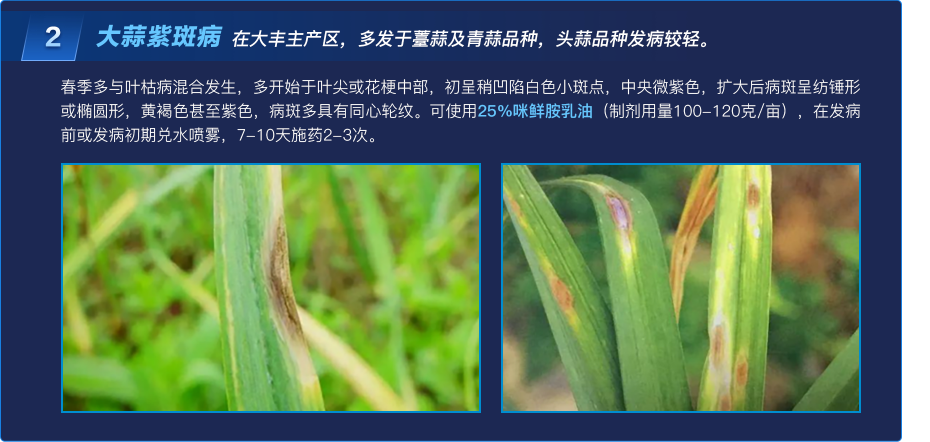 2 大蒜紫斑病 在大丰主产区，多发于薹蒜及青蒜品种，头蒜品种发病较轻。
春季多与叶枯病混合发生，多开始于叶尖或花梗中部，初呈稍凹陷白色小斑点，中央微紫色，扩大后病斑呈纺锤形
或椭圆形，黄褐色甚至紫色，病斑多具有同心轮纹。可使用25%咪鲜胺乳油（制剂用量100-120克/亩），在发病
前或发病初期兑水喷雾，7-10天施药2-3次。